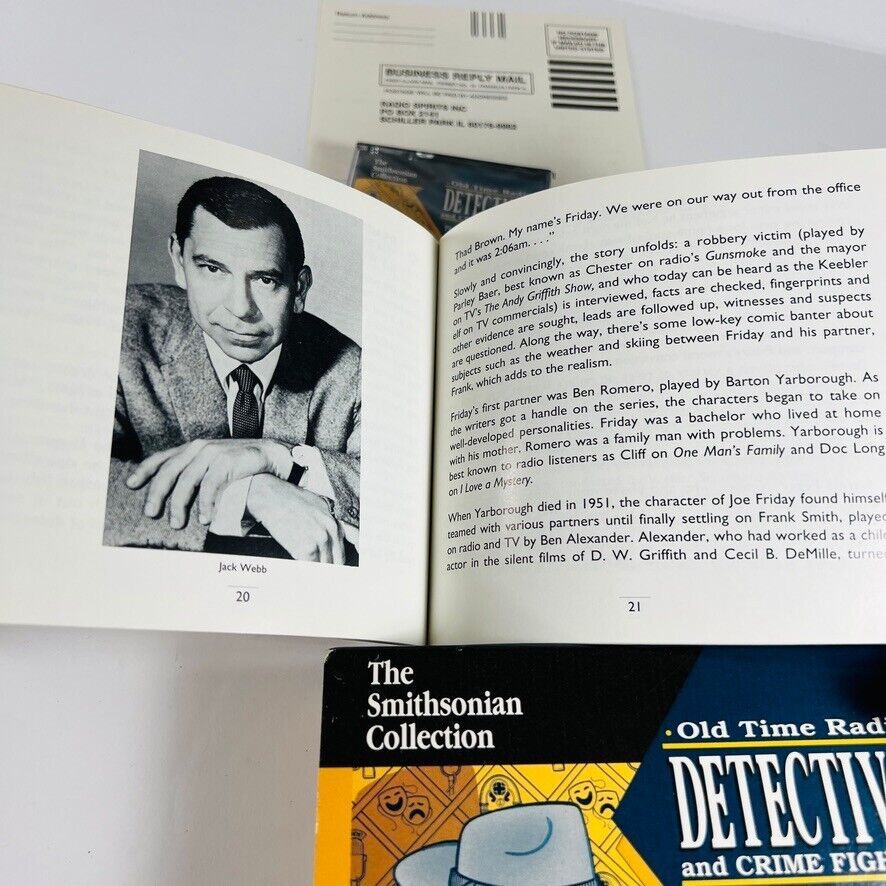 BUSINESS REPLY MAIL
RADIO SPIRITS INC
PO BOX 2141
SCHILLER PARK IL 60176-9963
The
Smithsonian
Collection
Old Time Radio
DETECTIV
Jack Webb
20
Thad Brown. My name's Friday. We were on our way out from the office
and it was 2:06am. . . ."
Slowly and convincingly, the story unfolds: a robbery victim (played by
Parley Baer, best known as Chester on radio's Gunsmoke and the mayor
on TV's The Andy Griffith Show, and who today can be heard as the Keebler
elf on TV commercials) is interviewed, facts are checked, fingerprints and
other evidence are sought, leads are followed up, witnesses and suspects
are questioned. Along the way, there's some low-key comic banter about
subjects such as the weather and skiing between Friday and his partner,
Frank, which adds to the realism.
Friday's first partner was Ben Romero, played by Barton Yarborough. As
the writers got a handle on the series, the characters began to take on
well-developed personalities. Friday was a bachelor who lived at home
with his mother, Romero was a family man with problems. Yarborough is
best known to radio listeners as Cliff on One Man's Family and Doc Long
on I Love a Mystery.
When Yarborough died in 1951, the character of Joe Friday found himself
teamed with various partners until finally settling on Frank Smith, played
on radio and TV by Ben Alexander. Alexander, who had worked as a child
actor in the silent films of D. W. Griffith and Cecil B. DeMille, turned
21
The
Smithsonian
Collection
Old Time Radi
DETECTIV
and CRIME FIGH